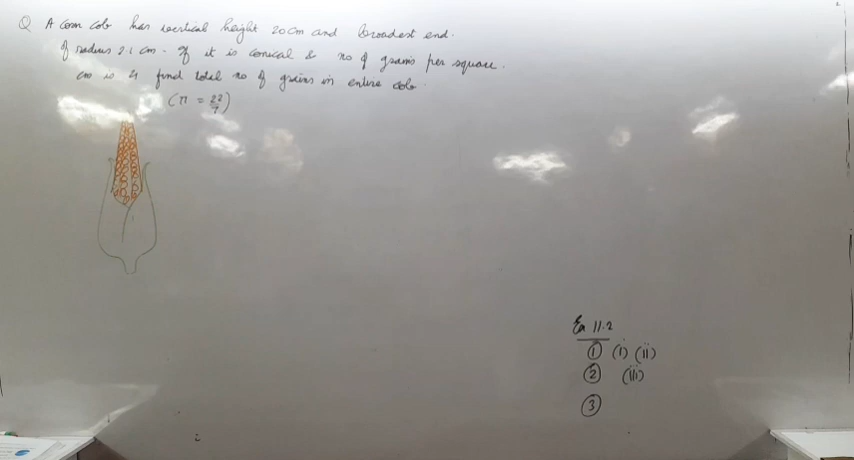 Q A corn cob has vertical height 20 cm and broadest end.
of radius 2.1 cm. If it is conical & no of grains per square.
cm is 4 find total no of grains in entire cob.
(π = 22/7)
Ex 11.2
① (i) (ii)
② (iii)
③